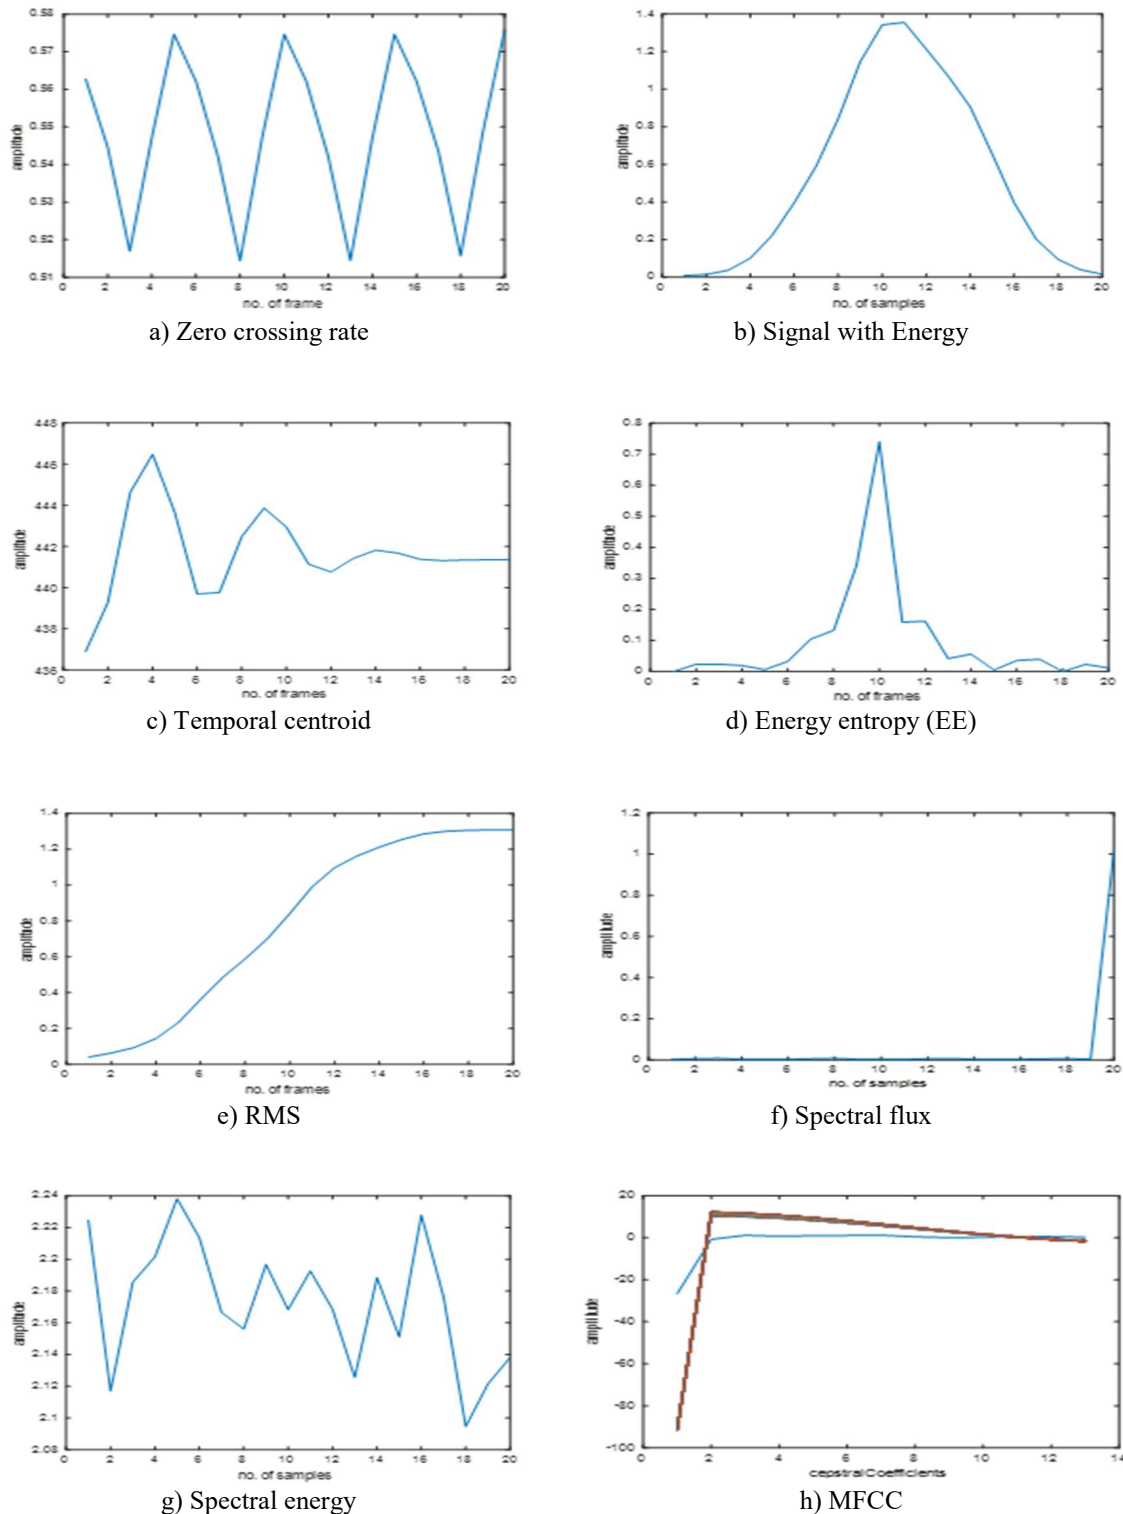 0.58
0.57
0.56
0.55
0.54
0.53
0.52
0.51
amplitude
0 2 4 6 8 10 12 14 16 18 20
no. of frame
a) Zero crossing rate
1.4
1.2
1
0.8
0.6
0.4
0.2
0
amplitude
0 2 4 6 8 10 12 14 16 18 20
no. of samples
b) Signal with Energy
448
446
444
442
440
438
436
amplitude
0 2 4 6 8 10 12 14 16 18 20
no. of frames
c) Temporal centroid
0.8
0.7
0.6
0.5
0.4
0.3
0.2
0.1
0
amplitude
0 2 4 6 8 10 12 14 16 18 20
no. of frames
d) Energy entropy (EE)
1.4
1.2
1
0.8
0.6
0.4
0.2
0
amplitude
0 2 4 6 8 10 12 14 16 18 20
no. of frames
e) RMS
1.2
1
0.8
0.6
0.4
0.2
0
amplitude
0 2 4 6 8 10 12 14 16 18 20
no. of samples
f) Spectral flux
2.24
2.22
2.2
2.18
2.16
2.14
2.12
2.1
2.08
amplitude
0 2 4 6 8 10 12 14 16 18 20
no. of samples
g) Spectral energy
20
0
-20
-40
-60
-80
-100
amplitude
0 2 4 6 8 10 12 14
cepstralCoefficients
h) MFCC